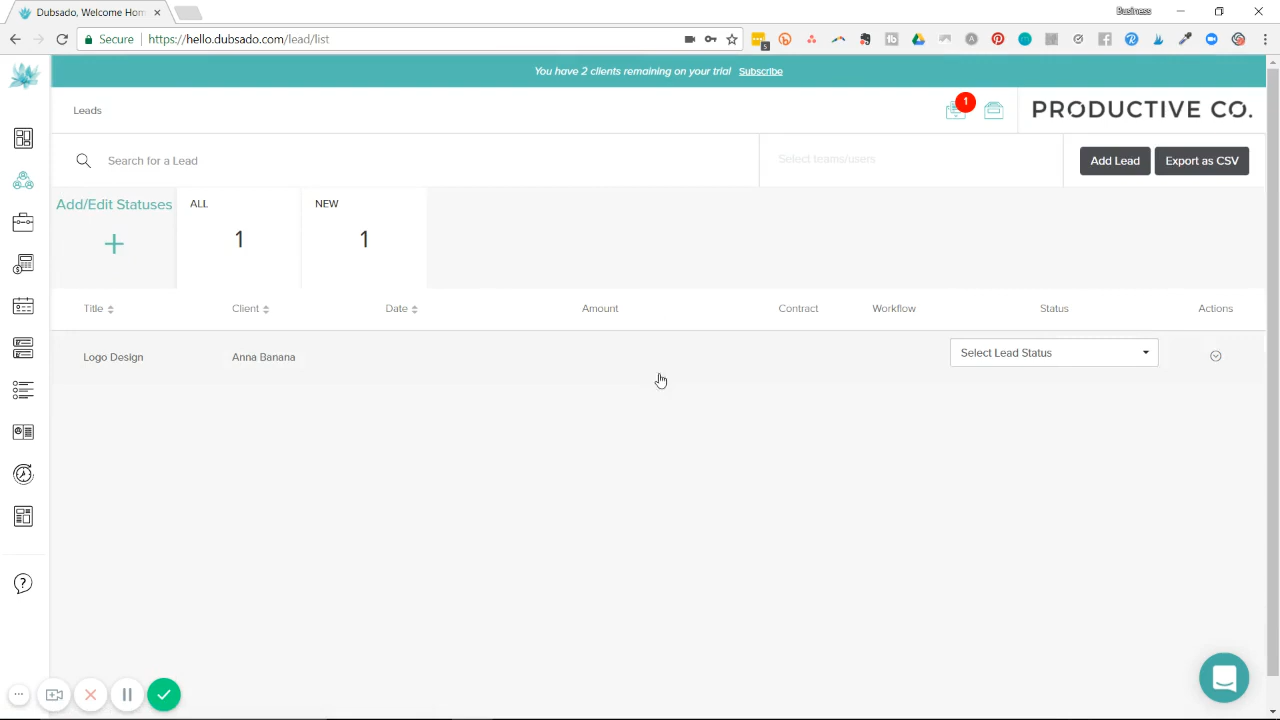 Dubsado, Welcome Hom
Business
Secure
https://hello.dubsado.com/lead/list
5
You have 2 clients remaining on your trial Subscribe
Leads
1
PRODUCTIVE CO.
Search for a Lead
Select teams/users
Add Lead
Export as CSV
Add/Edit Statuses
+
ALL
1
NEW
1
Title
Client
Date
Amount
Contract
Workflow
Status
Actions
Logo Design
Anna Banana
Select Lead Status